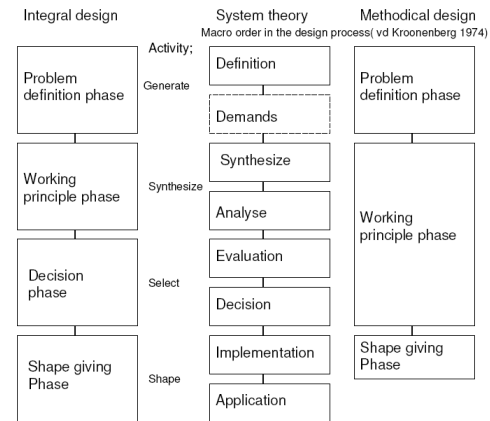 Integral design
System theory
Methodical design
Macro order in the design process( vd Kroonenberg 1974)
Activity;
Problem
definition phase
Generate
Definition
Demands
Problem
definition phase
Working
principle phase
Synthesize
Synthesize
Analyse
Working
principle phase
Decision
phase
Select
Evaluation
Decision
Shape giving
Phase
Shape
Implementation
Application
Shape giving
Phase